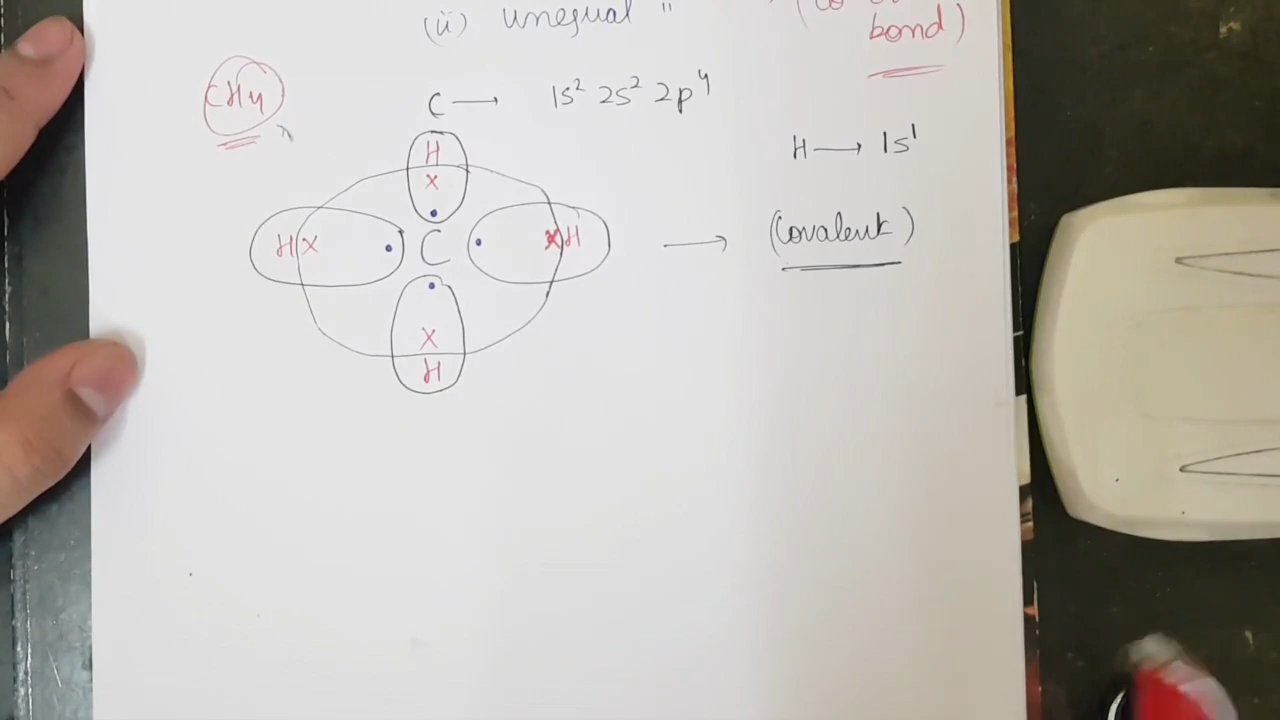 (ii) unequal "
bond)
CH4
C → 1s² 2s² 2p⁴
H → 1s¹
H
X
H X • C • X H → (covalent)
X
H